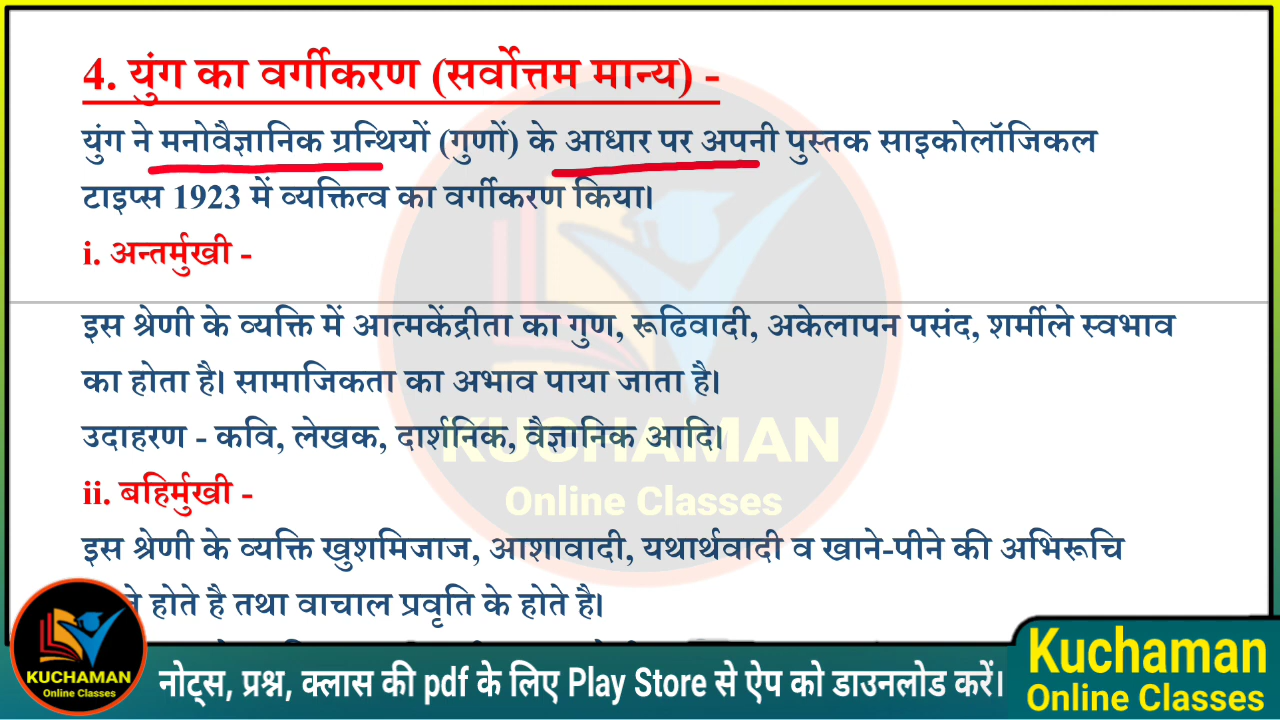 4. युंग का वर्गीकरण (सर्वोत्तम मान्य) -
युंग ने मनोवैज्ञानिक ग्रन्थियों (गुणों) के आधार पर अपनी पुस्तक साइकोलॉजिकल
टाइप्स 1923 में व्यक्तित्व का वर्गीकरण किया।
i. अन्तर्मुखी -
इस श्रेणी के व्यक्ति में आत्मकेंद्रीता का गुण, रूढिवादी, अकेलापन पसंद, शर्मीले स्वभाव
का होता है। सामाजिकता का अभाव पाया जाता है।
उदाहरण - कवि, लेखक, दार्शनिक, वैज्ञानिक आदि।
ii. बहिर्मुखी -
इस श्रेणी के व्यक्ति खुशमिजाज, आशावादी, यथार्थवादी व खाने-पीने की अभिरूचि
होते है तथा वाचाल प्रवृति के होते है।
KUCHAMAN
Online Classes
KUCHAMAN
Online Classes
नोट्स, प्रश्न, क्लास की pdf के लिए Play Store से ऐप को डाउनलोड करें।
Kuchaman
Online Classes